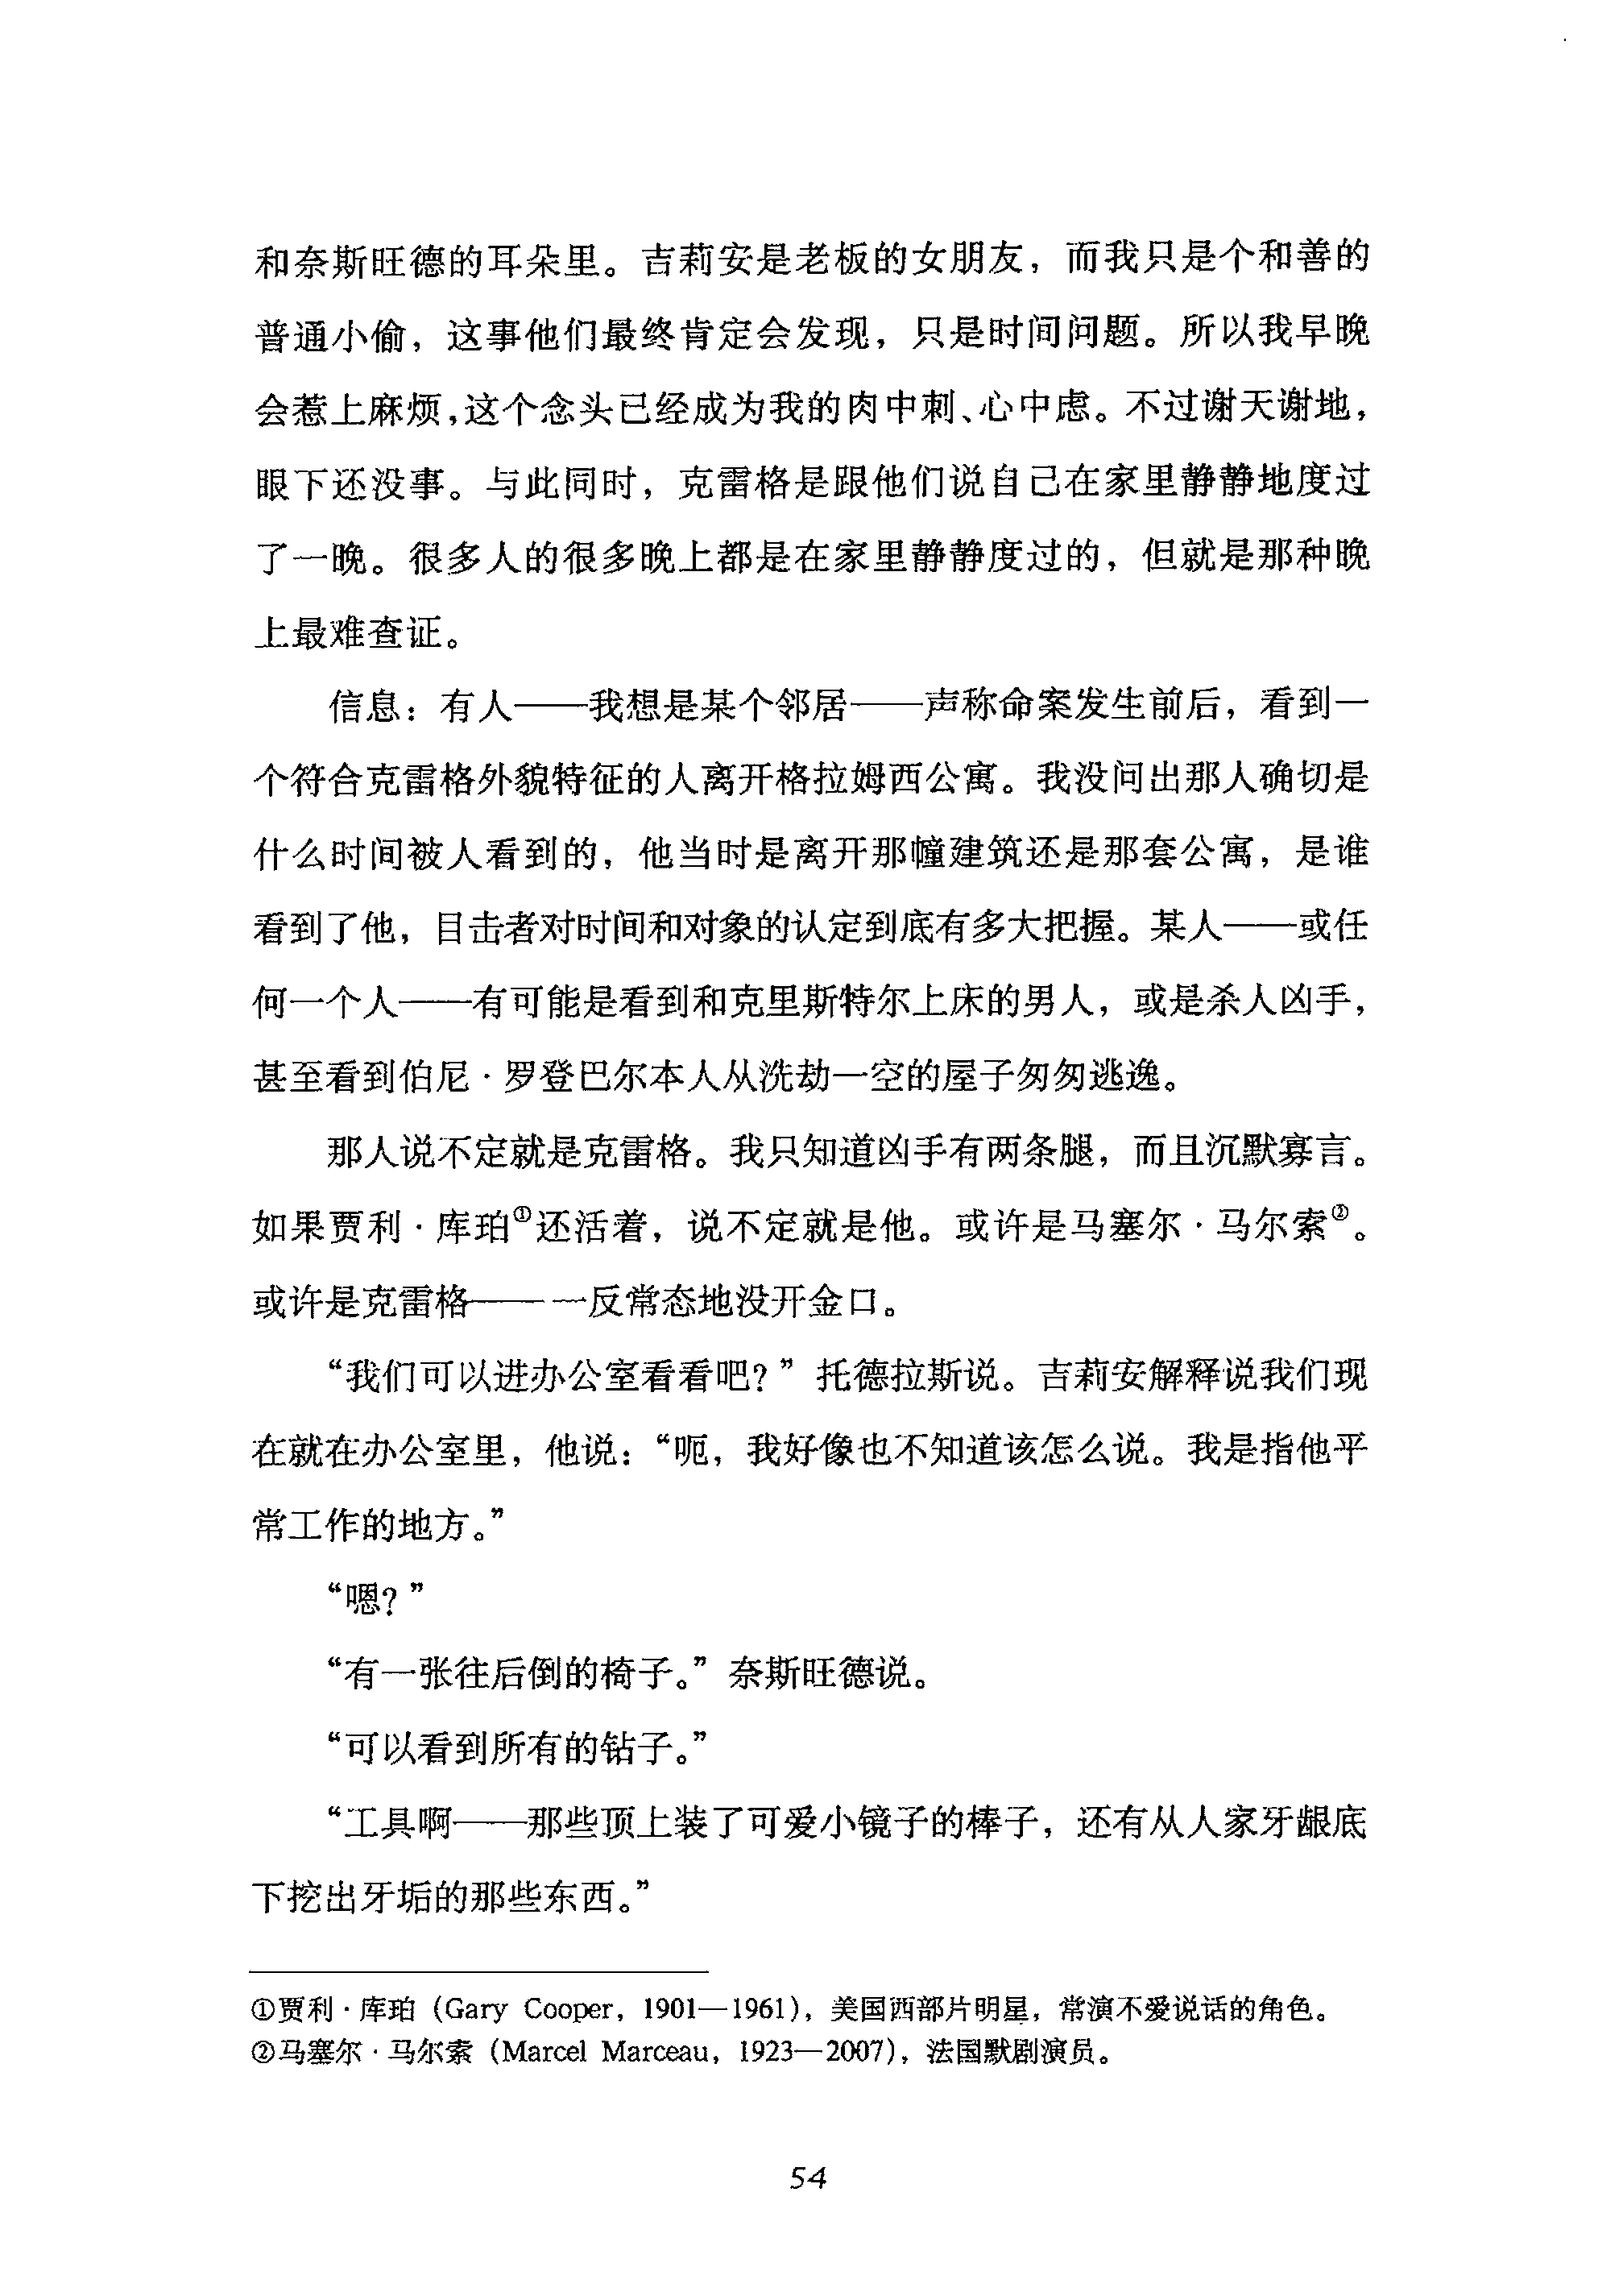 和奈斯旺德的耳朵里。吉莉安是老板的女朋友，而我只是个和善的
普通小偷，这事他们最终肯定会发现，只是时间问题。所以我早晚
会惹上麻烦，这个念头已经成为我的肉中刺、心中虑。不过谢天谢地，
眼下还没事。与此同时，克雷格是跟他们说自己在家里静静地度过
了一晚。很多人的很多晚上都是在家里静静度过的，但就是那种晚
上最难查证。
信息：有人——我想是某个邻居——声称命案发生前后，看到一
个符合克雷格外貌特征的人离开格拉姆西公寓。我没问出那人确切是
什么时间被人看到的，他当时是离开那幢建筑还是那套公寓，是谁
看到了他，目击者对时间和对象的认定到底有多大把握。某人——或任
何一个人——有可能是看到和克里斯特尔上床的男人，或是杀人凶手，
甚至看到伯尼·罗登巴尔本人从洗劫一空的屋子匆匆逃逸。
那人说不定就是克雷格。我只知道凶手有两条腿，而且沉默寡言。
如果贾利·库珀①还活着，说不定就是他。或许是马塞尔·马尔索②。
或许是克雷格——一反常态地没开金口。
“我们可以进办公室看看吧？”托德拉斯说。吉莉安解释说我们现
在就在办公室里，他说：“呃，我好像也不知道该怎么说。我是指他平
常工作的地方。”
“嗯？”
“有一张往后倒的椅子。”奈斯旺德说。
“可以看到所有的钻子。”
“工具啊——那些顶上装了可爱小镜子的棒子，还有从人家牙龈底
下挖出牙垢的那些东西。”
①贾利·库珀（Gary Cooper，1901—1961），美国西部片明星，常演不爱说话的角色。
②马塞尔·马尔索（Marcel Marceau，1923—2007），法国默剧演员。
54